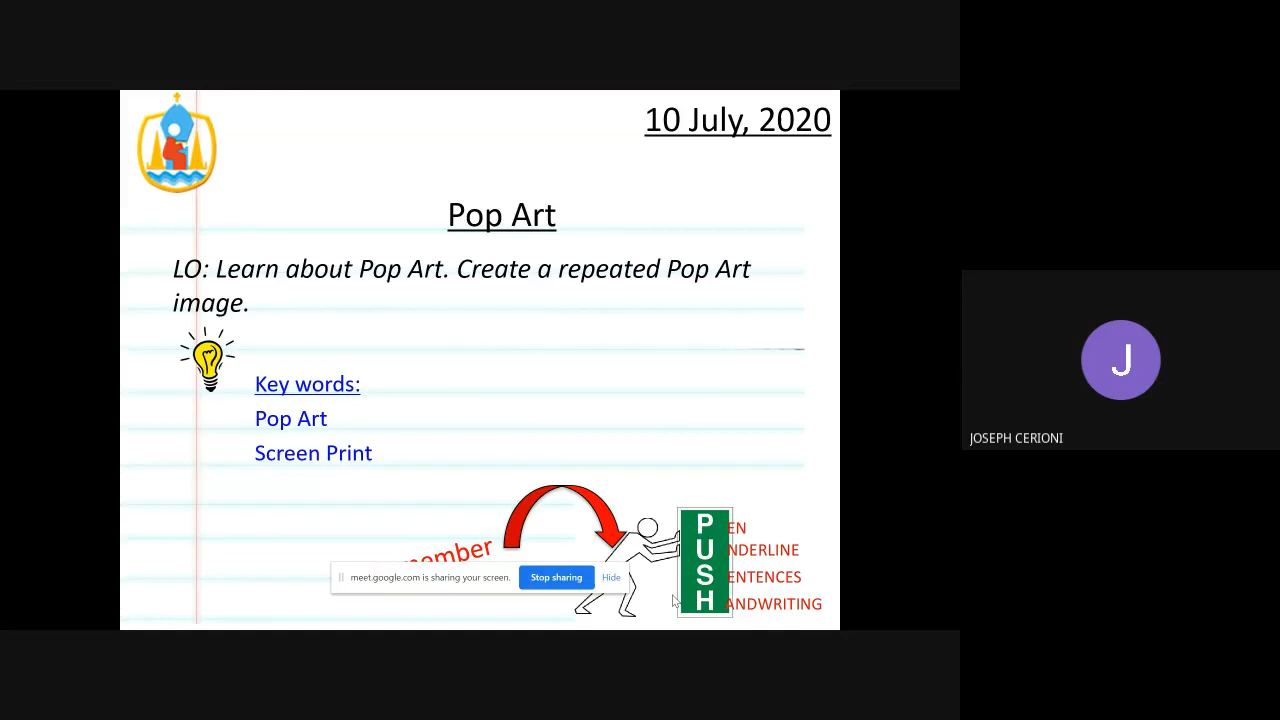 10 July, 2020
Pop Art
LO: Learn about Pop Art. Create a repeated Pop Art
image.
Key words:
Pop Art
Screen Print
member
meet.google.com is sharing your screen.
Stop sharing
Hide
P EN
U NDERLINE
S ENTENCES
H ANDWRITING
J
JOSEPH CERIONI